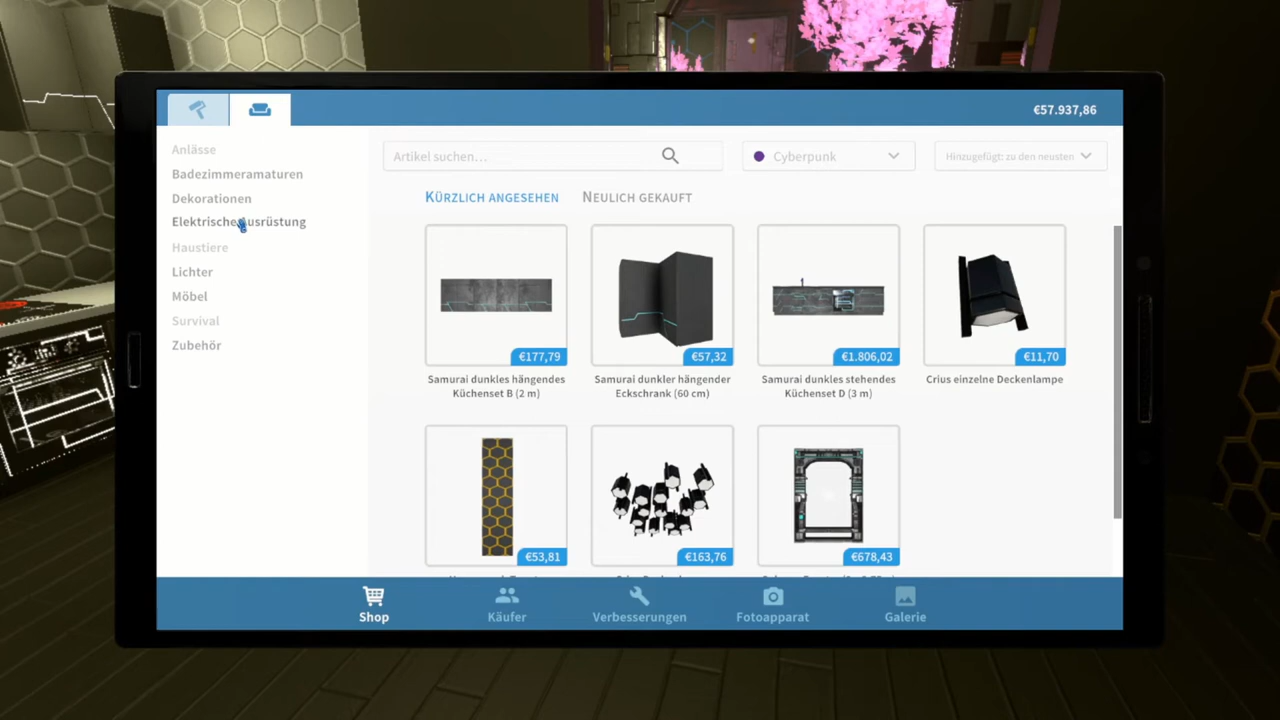 €57.937,86
Anlässe
Badezimmeramaturen
Dekorationen
Elektrische Ausrüstung
Haustiere
Lichter
Möbel
Survival
Zubehör
Artikel suchen...
Cyberpunk
Hinzugefügt: zu den neusten
KÜRZLICH ANGESEHEN
NEULICH GEKAUFT
€177,79
Samurai dunkles hängendes
Küchenset B (2 m)
€57,32
Samurai dunkler hängender
Eckschrank (60 cm)
€1.806,02
Samurai dunkles stehendes
Küchenset D (3 m)
€11,70
Crius einzelne Deckenlampe
€53,81
€163,76
€678,43
Shop
Käufer
Verbesserungen
Fotoapparat
Galerie